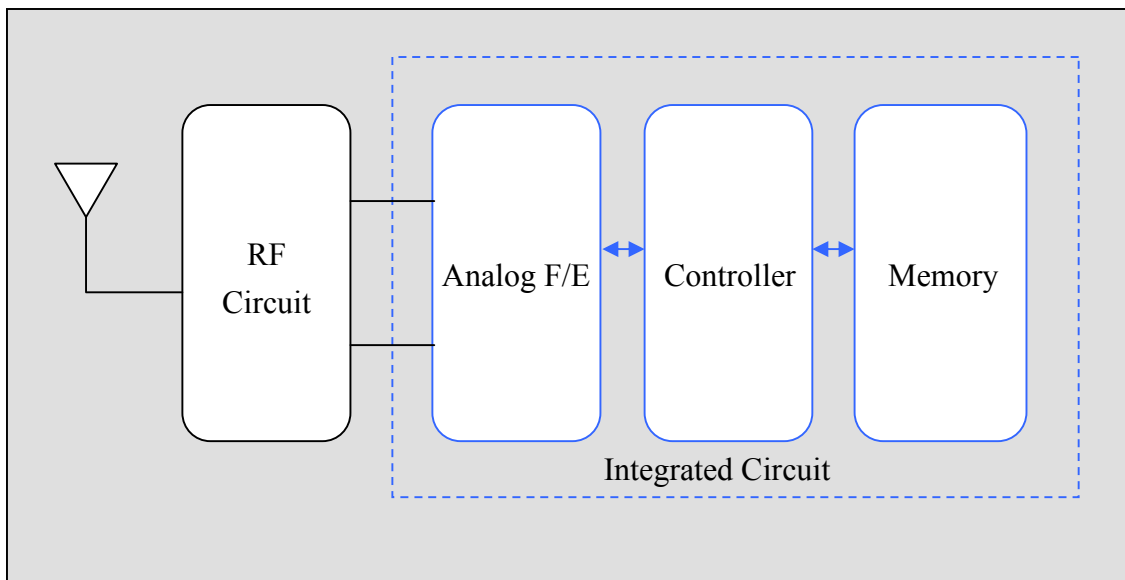 RF
Circuit
Analog F/E
Controller
Memory
Integrated Circuit